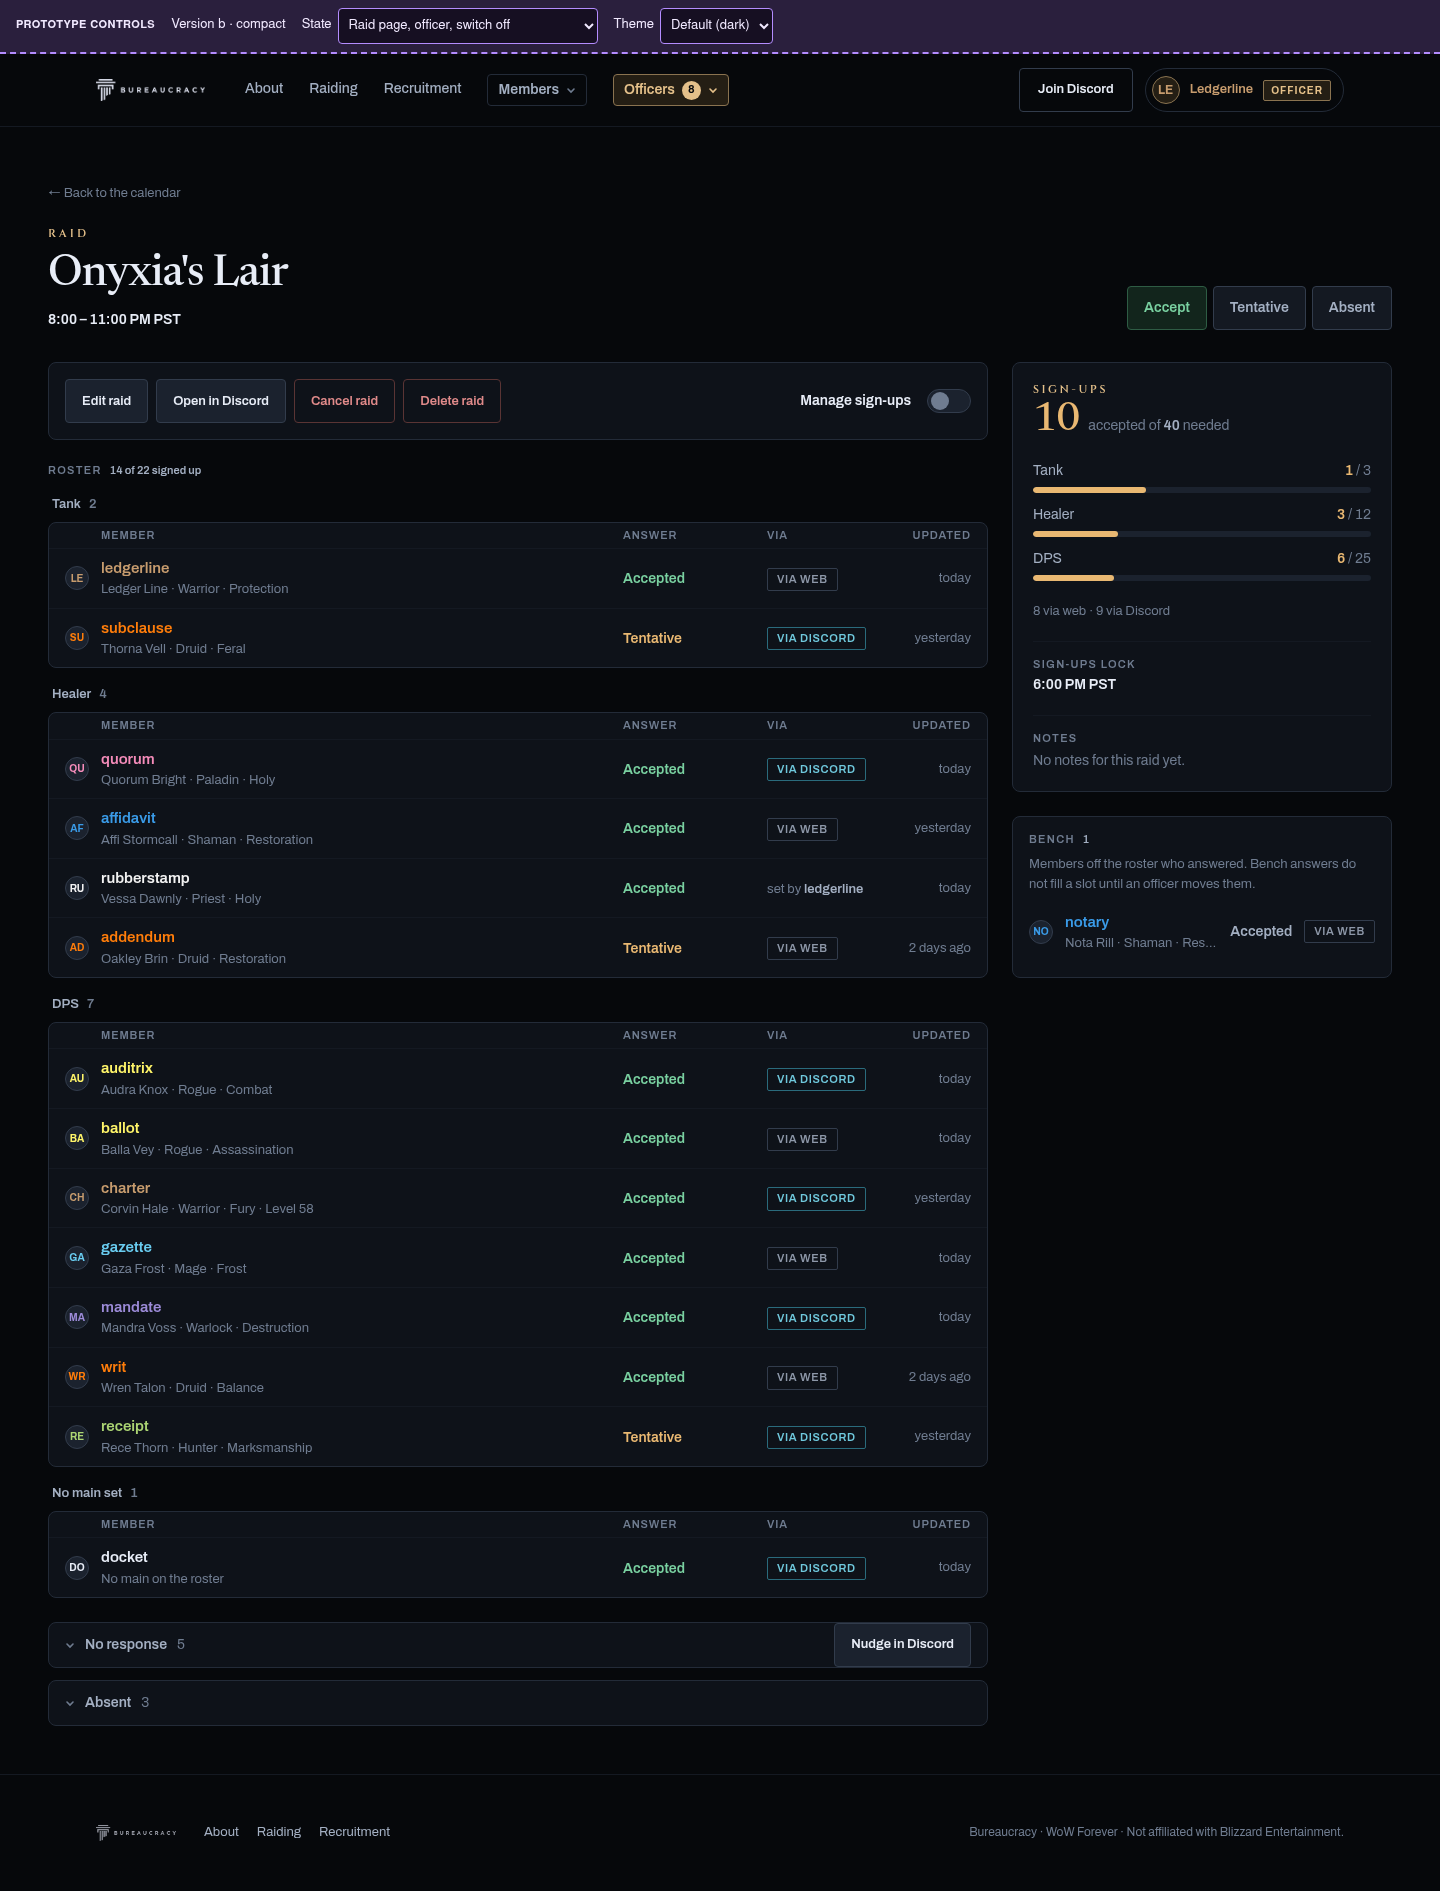 PROTOTYPE CONTROLS Version b · compact State Raid page, officer, switch off Theme Default (dark)
BUREAUCRACY About Raiding Recruitment Members Officers 8 Join Discord LE Ledgerline OFFICER
← Back to the calendar
RAID
Onyxia's Lair
8:00 – 11:00 PM PST
Accept Tentative Absent
Edit raid Open in Discord Cancel raid Delete raid Manage sign-ups
ROSTER 14 of 22 signed up
Tank 2
MEMBER ANSWER VIA UPDATED
LE ledgerline Accepted VIA WEB today
Ledger Line · Warrior · Protection
SU subclause Tentative VIA DISCORD yesterday
Thorna Vell · Druid · Feral
Healer 4
MEMBER ANSWER VIA UPDATED
QU quorum Accepted VIA DISCORD today
Quorum Bright · Paladin · Holy
AF affidavit Accepted VIA WEB yesterday
Affi Stormcall · Shaman · Restoration
RU rubberstamp Accepted set by ledgerline today
Vessa Dawnly · Priest · Holy
AD addendum Tentative VIA WEB 2 days ago
Oakley Brin · Druid · Restoration
DPS 7
MEMBER ANSWER VIA UPDATED
AU auditrix Accepted VIA DISCORD today
Audra Knox · Rogue · Combat
BA ballot Accepted VIA WEB today
Balla Vey · Rogue · Assassination
CH charter Accepted VIA DISCORD yesterday
Corvin Hale · Warrior · Fury · Level 58
GA gazette Accepted VIA WEB today
Gaza Frost · Mage · Frost
MA mandate Accepted VIA DISCORD today
Mandra Voss · Warlock · Destruction
WR writ Accepted VIA WEB 2 days ago
Wren Talon · Druid · Balance
RE receipt Tentative VIA DISCORD yesterday
Rece Thorn · Hunter · Marksmanship
No main set 1
MEMBER ANSWER VIA UPDATED
DO docket Accepted VIA DISCORD today
No main on the roster
No response 5 Nudge in Discord
Absent 3
SIGN-UPS
10 accepted of 40 needed
Tank 1 / 3
Healer 3 / 12
DPS 6 / 25
8 via web · 9 via Discord
SIGN-UPS LOCK
6:00 PM PST
NOTES
No notes for this raid yet.
BENCH 1
Members off the roster who answered. Bench answers do
not fill a slot until an officer moves them.
NO notary Accepted VIA WEB
Nota Rill · Shaman · Res...
BUREAUCRACY About Raiding Recruitment Bureaucracy · WoW Forever · Not affiliated with Blizzard Entertainment.